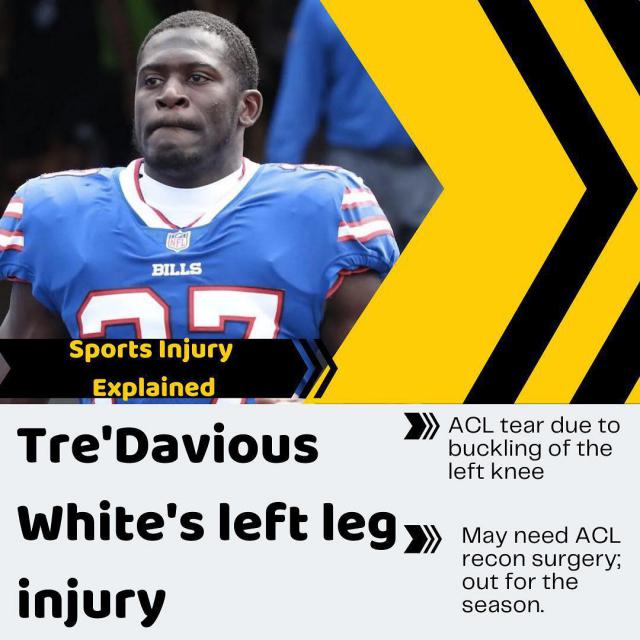 NFL
BILLS
27
Sports Injury
Explained
Tre'Davious
White's left leg
injury
ACL tear due to
buckling of the
left knee
May need ACL
recon surgery;
out for the
season.